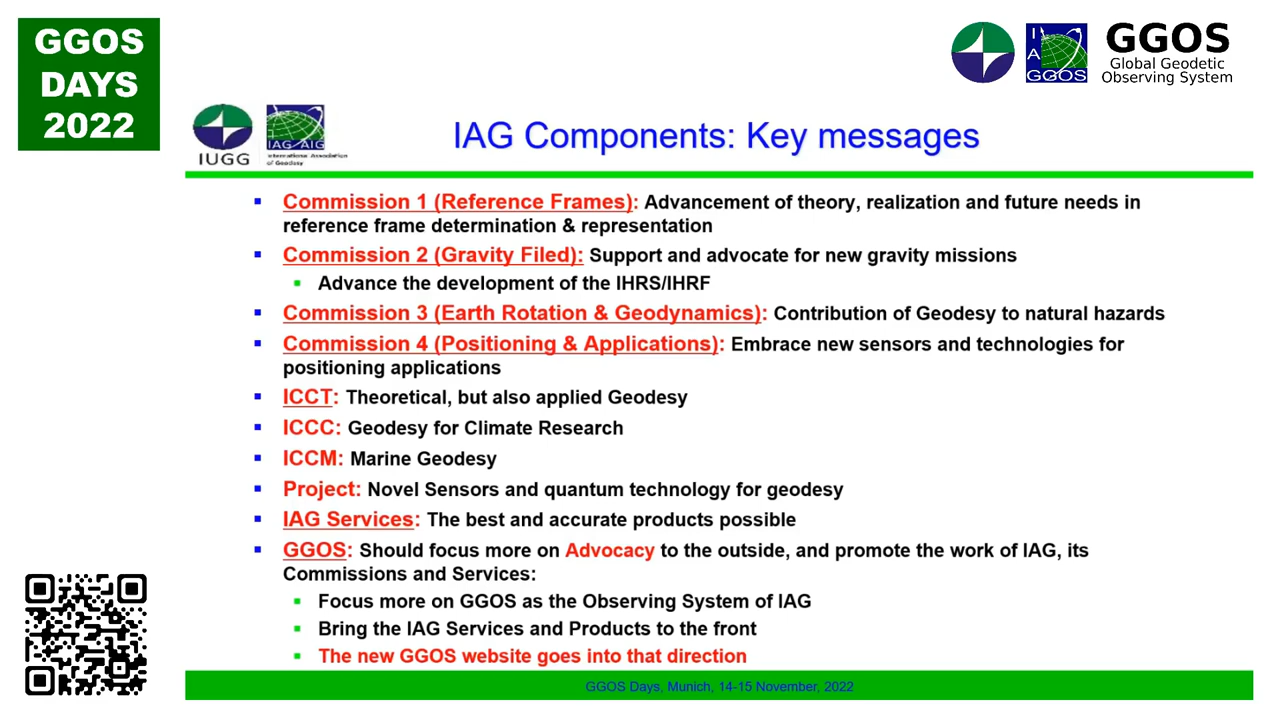 GGOS
DAYS
2022
IAG
GGOS
GGOS
Global Geodetic
Observing System
IUGG
IAG AIG
International Association
of Geodesy
IAG Components: Key messages
▪ Commission 1 (Reference Frames): Advancement of theory, realization and future needs in
reference frame determination & representation
▪ Commission 2 (Gravity Filed): Support and advocate for new gravity missions
▪ Advance the development of the IHRS/IHRF
▪ Commission 3 (Earth Rotation & Geodynamics): Contribution of Geodesy to natural hazards
▪ Commission 4 (Positioning & Applications): Embrace new sensors and technologies for
positioning applications
▪ ICCT: Theoretical, but also applied Geodesy
▪ ICCC: Geodesy for Climate Research
▪ ICCM: Marine Geodesy
▪ Project: Novel Sensors and quantum technology for geodesy
▪ IAG Services: The best and accurate products possible
▪ GGOS: Should focus more on Advocacy to the outside, and promote the work of IAG, its
Commissions and Services:
▪ Focus more on GGOS as the Observing System of IAG
▪ Bring the IAG Services and Products to the front
▪ The new GGOS website goes into that direction
GGOS Days, Munich, 14-15 November, 2022